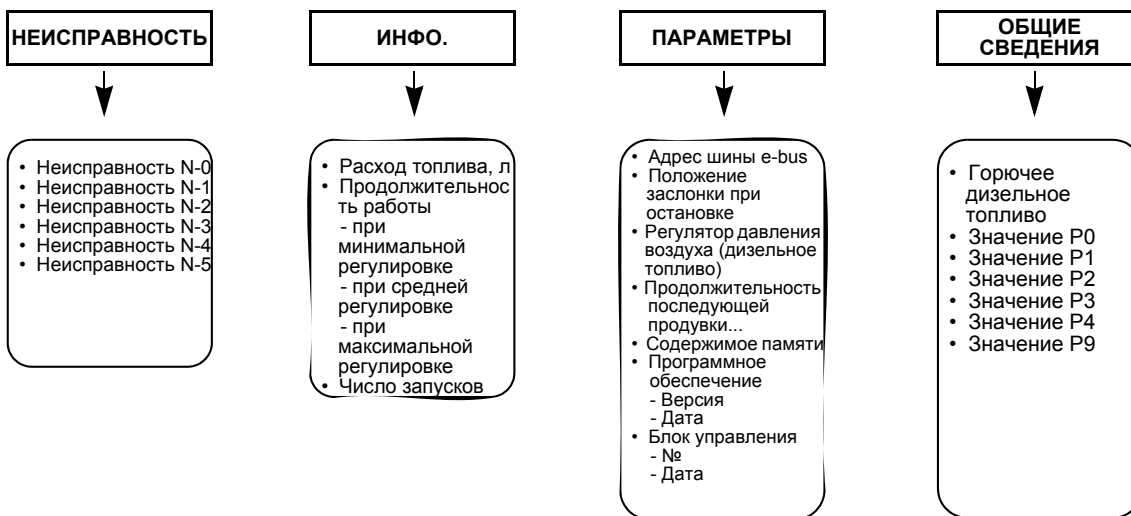 НЕИСПРАВНОСТЬ
• Неисправность N-0
• Неисправность N-1
• Неисправность N-2
• Неисправность N-3
• Неисправность N-4
• Неисправность N-5
ИНФО.
• Расход топлива, л
• Продолжительнос
ть работы
- при
минимальной
регулировке
- при средней
регулировке
- при
максимальной
регулировке
• Число запусков
ПАРАМЕТРЫ
• Адрес шины e-bus
• Положение
заслонки при
остановке
• Регулятор давления
воздуха (дизельное
топливо)
• Продолжительность
последующей
продувки...
• Содержимое памяти
• Программное
обеспечение
- Версия
- Дата
• Блок управления
- №
- Дата
ОБЩИЕ
СВЕДЕНИЯ
• Горючее
дизельное
топливо
• Значение P0
• Значение P1
• Значение P2
• Значение P3
• Значение P4
• Значение P9